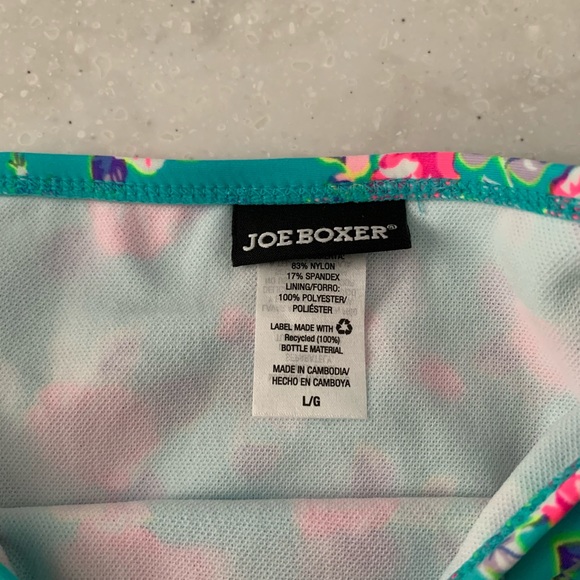 JOE BOXER®
83% NYLON
17% SPANDEX
LINING/FORRO:
100% POLYESTER/
POLIÉSTER
LABEL MADE WITH
Recycled (100%)
BOTTLE MATERIAL
MADE IN CAMBODIA/
HECHO EN CAMBOYA
L/G